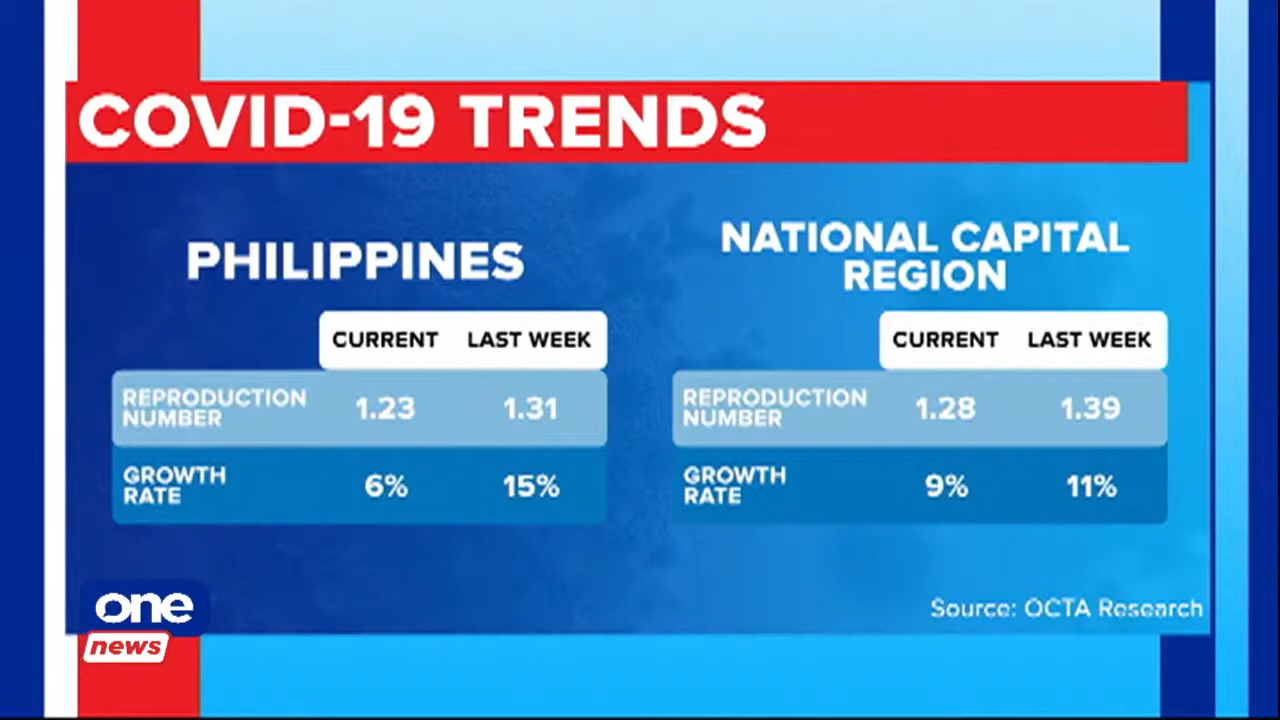 COVID-19 TRENDS
PHILIPPINES
CURRENT LAST WEEK
REPRODUCTION NUMBER 1.23 1.31
GROWTH RATE 6% 15%
NATIONAL CAPITAL
REGION
CURRENT LAST WEEK
REPRODUCTION NUMBER 1.28 1.39
GROWTH RATE 9% 11%
Source: OCTA Research
one
news